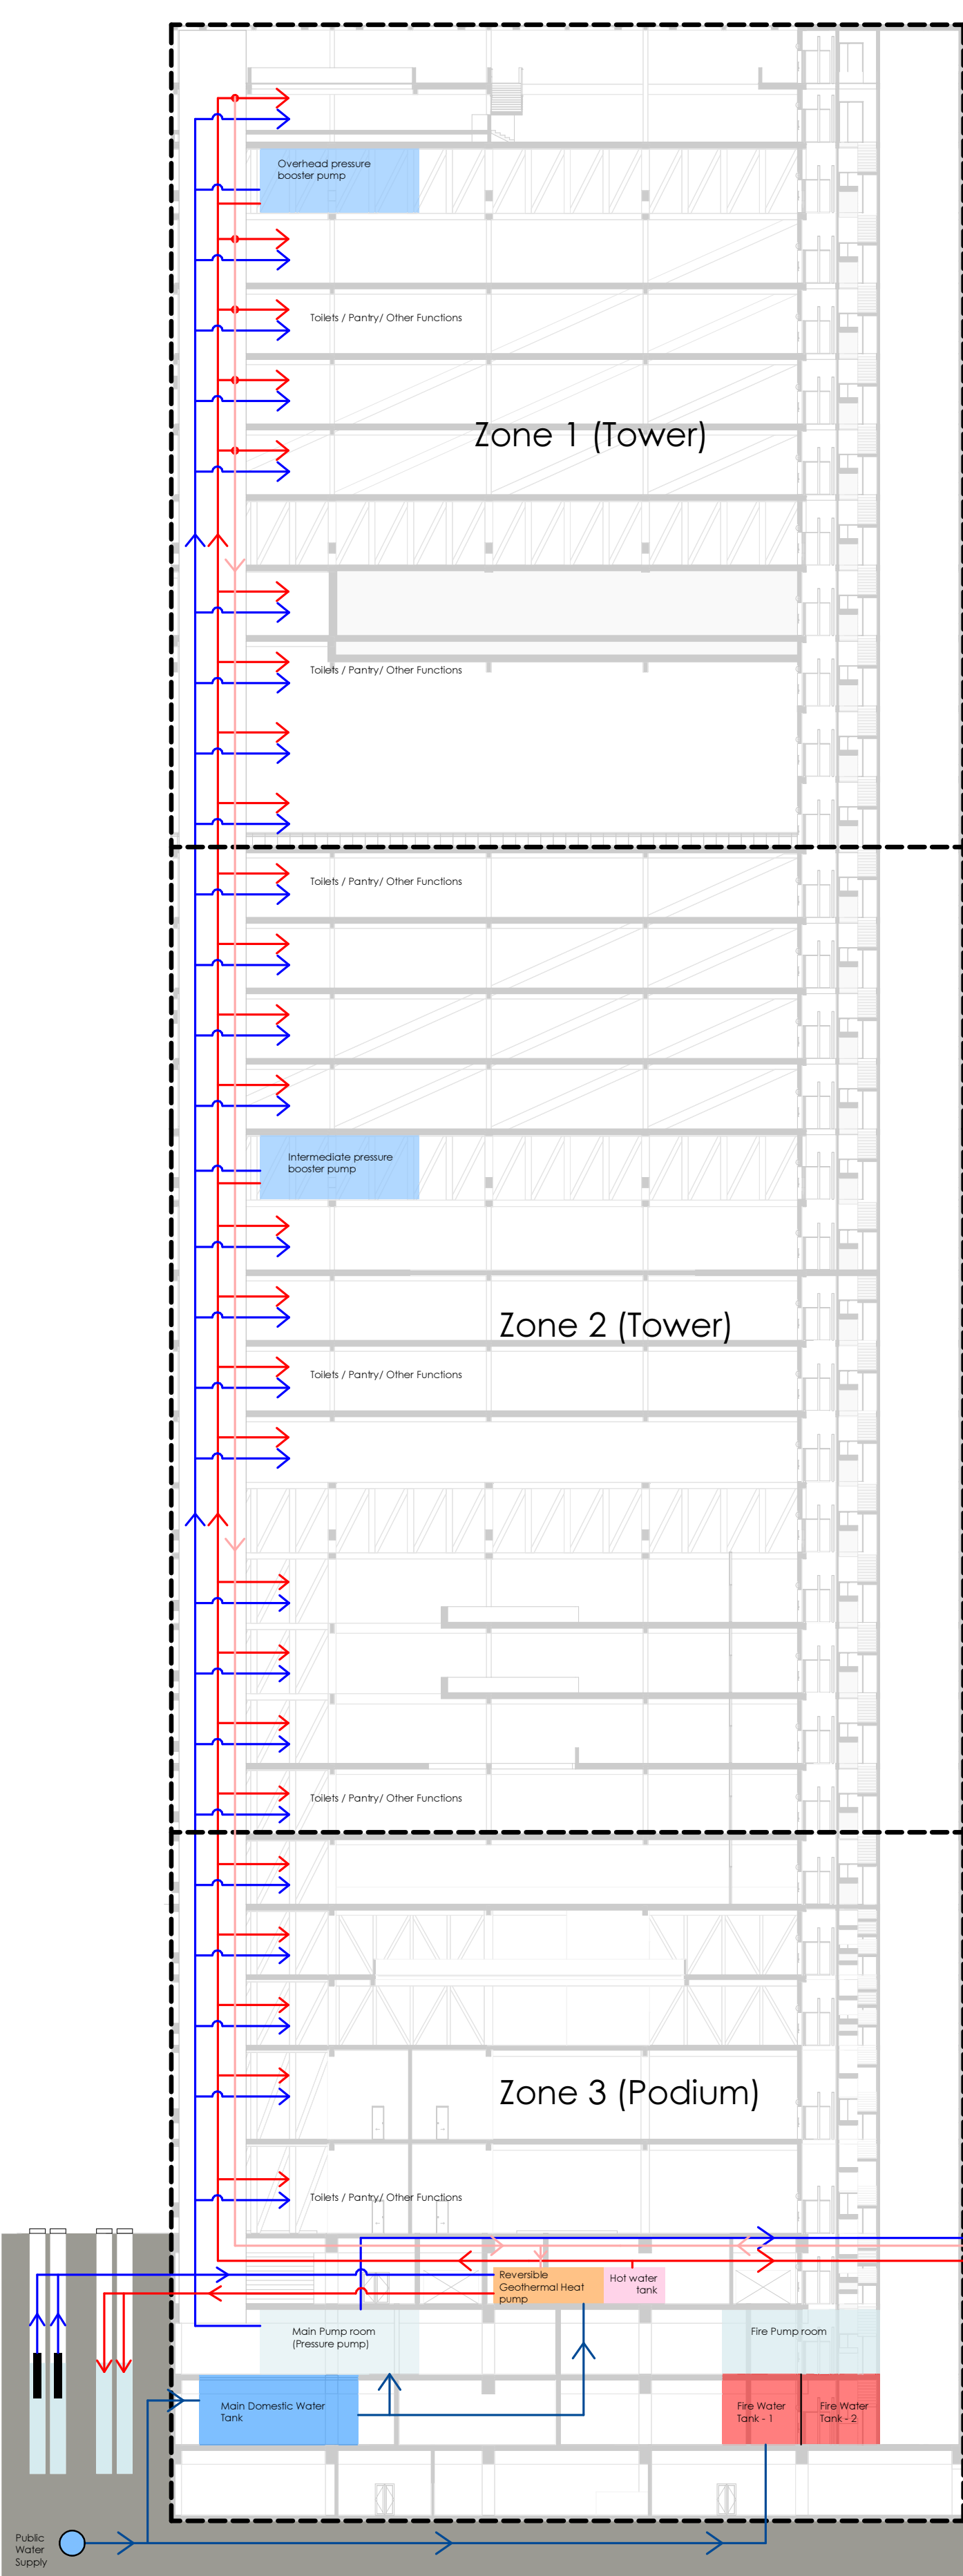 Overhead pressure
booster pump
Toilets / Pantry/ Other Functions
Zone 1 (Tower)
Toilets / Pantry/ Other Functions
Toilets / Pantry/ Other Functions
Intermediate pressure
booster pump
Zone 2 (Tower)
Toilets / Pantry/ Other Functions
Toilets / Pantry/ Other Functions
Zone 3 (Podium)
Toilets / Pantry/ Other Functions
Reversible
Geothermal Heat
pump
Hot water
tank
Main Pump room
(Pressure pump)
Fire Pump room
Main Domestic Water
Tank
Fire Water
Tank - 1
Fire Water
Tank - 2
Public
Water
Supply